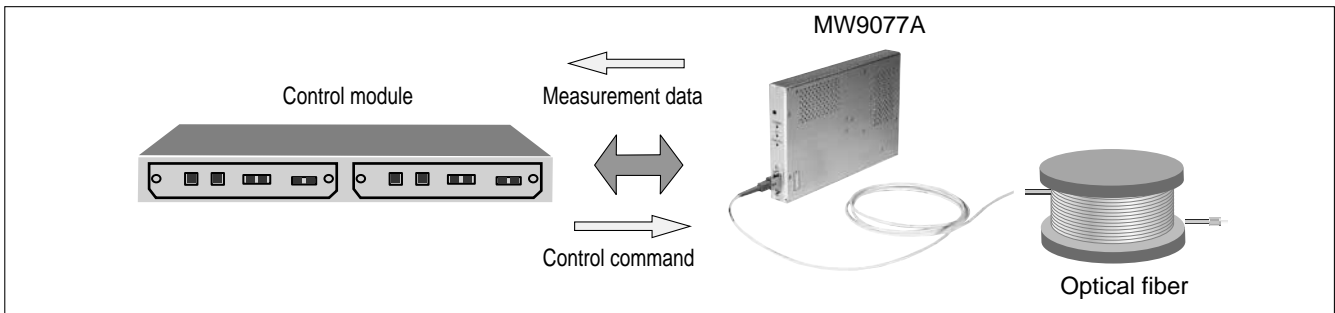 MW9077A
Control module
Measurement data
Control command
Optical fiber